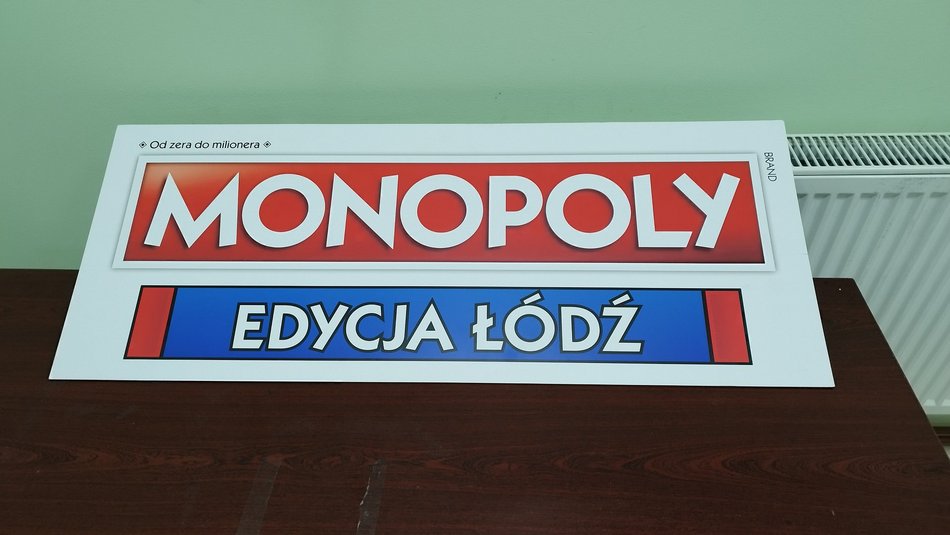 Od zera do milionera
MONOPOLY
BRAND
EDYCJA ŁÓDŹ